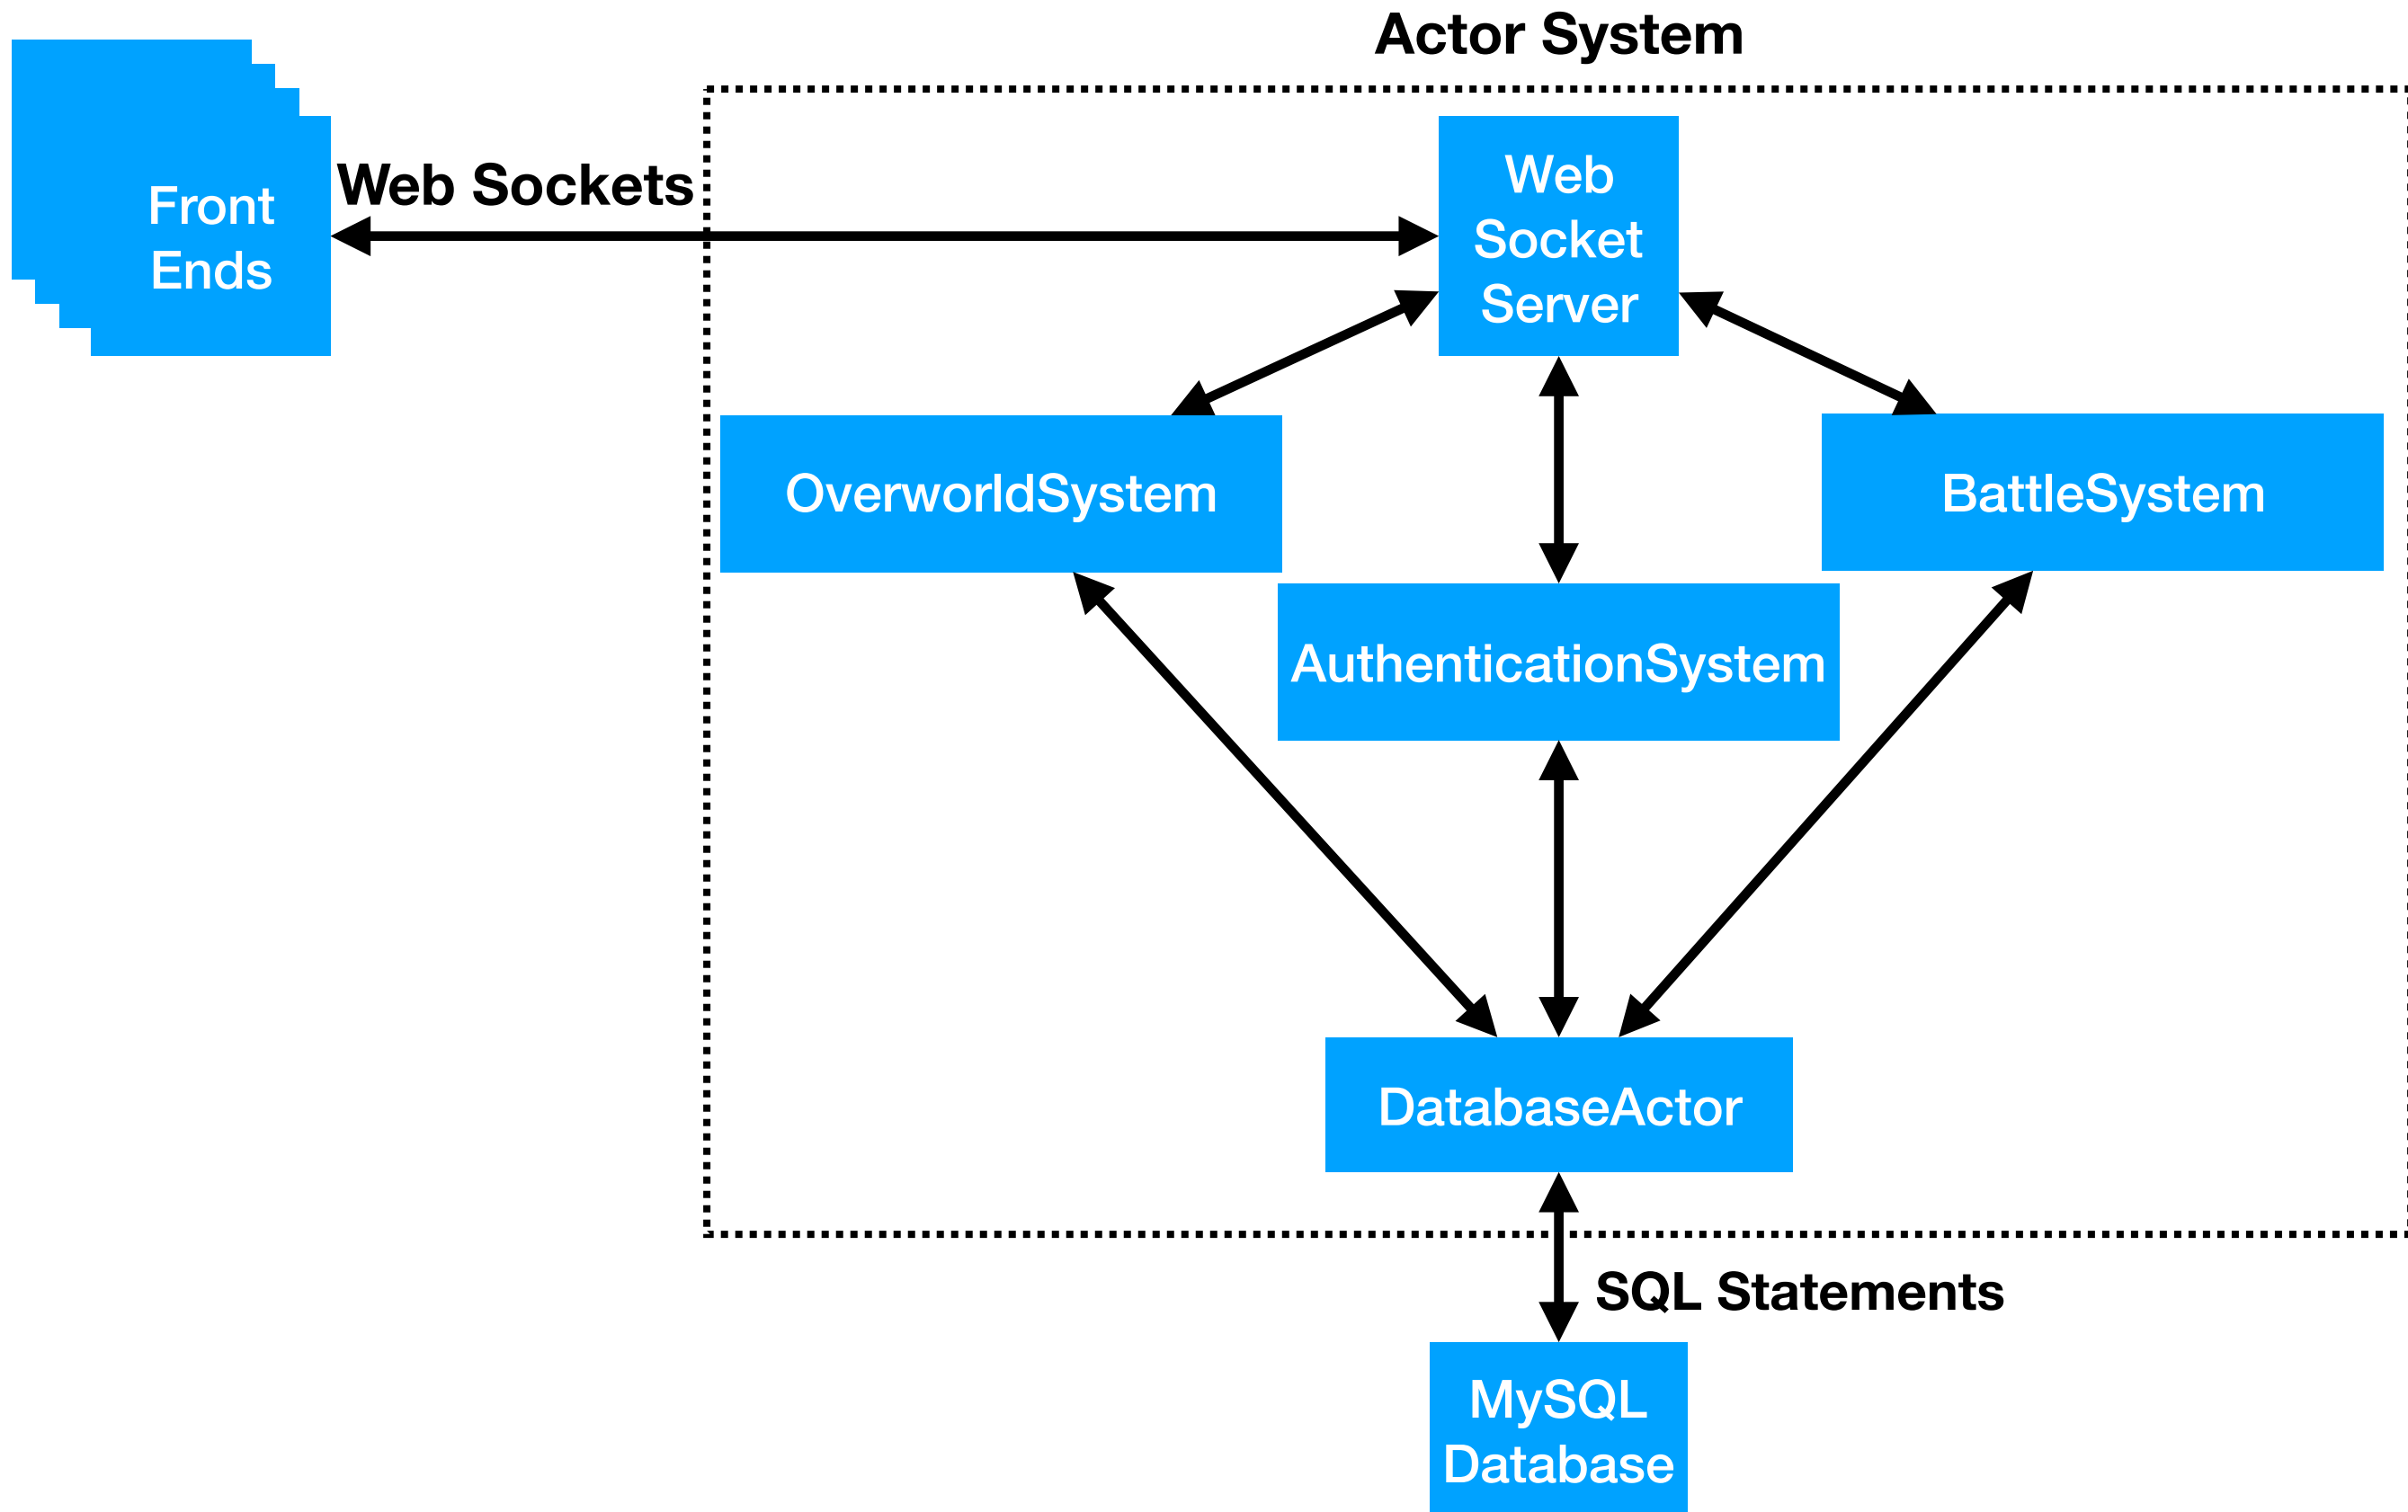 Actor System
Web Sockets
Front
Ends
Web
Socket
Server
OverworldSystem
BattleSystem
AuthenticationSystem
DatabaseActor
SQL Statements
MySQL
Database